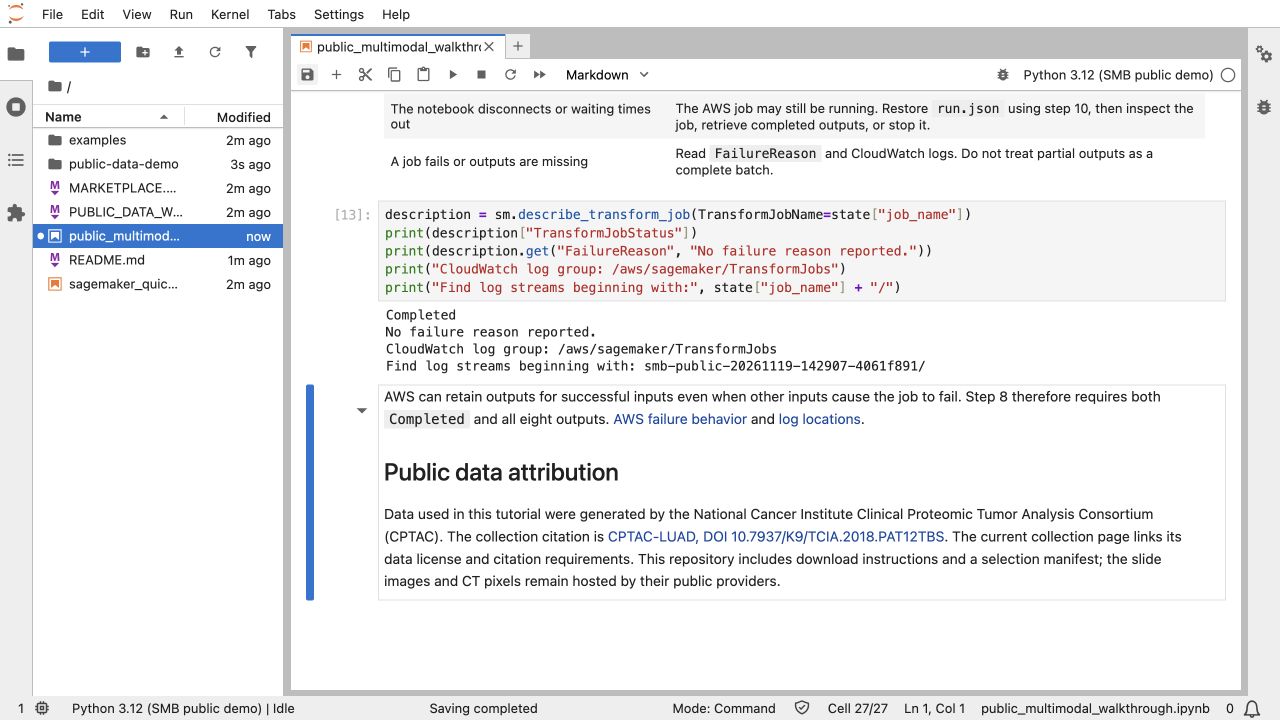 File Edit View Run Kernel Tabs Settings Help
public_multimodal_walkthr
Markdown
Python 3.12 (SMB public demo)
/
Name Modified
examples 2m ago
public-data-demo 3s ago
MARKETPLACE.... 2m ago
PUBLIC_DATA_W... 2m ago
public_multimod... now
README.md 1m ago
sagemaker_quic... 2m ago
The notebook disconnects or waiting times
out
The AWS job may still be running. Restore run.json using step 10, then inspect the
job, retrieve completed outputs, or stop it.
A job fails or outputs are missing
Read FailureReason and CloudWatch logs. Do not treat partial outputs as a
complete batch.
[13]:
description = sm.describe_transform_job(TransformJobName=state["job_name"])
print(description["TransformJobStatus"])
print(description.get("FailureReason", "No failure reason reported."))
print("CloudWatch log group: /aws/sagemaker/TransformJobs")
print("Find log streams beginning with:", state["job_name"] + "/")
Completed
No failure reason reported.
CloudWatch log group: /aws/sagemaker/TransformJobs
Find log streams beginning with: smb-public-20261119-142907-4061f891/
AWS can retain outputs for successful inputs even when other inputs cause the job to fail. Step 8 therefore requires both
Completed and all eight outputs. AWS failure behavior and log locations.
Public data attribution
Data used in this tutorial were generated by the National Cancer Institute Clinical Proteomic Tumor Analysis Consortium
(CPTAC). The collection citation is CPTAC-LUAD, DOI 10.7937/K9/TCIA.2018.PAT12TBS. The current collection page links its
data license and citation requirements. This repository includes download instructions and a selection manifest; the slide
images and CT pixels remain hosted by their public providers.
1 Python 3.12 (SMB public demo) | Idle Saving completed Mode: Command Cell 27/27 Ln 1, Col 1 public_multimodal_walkthrough.ipynb 0